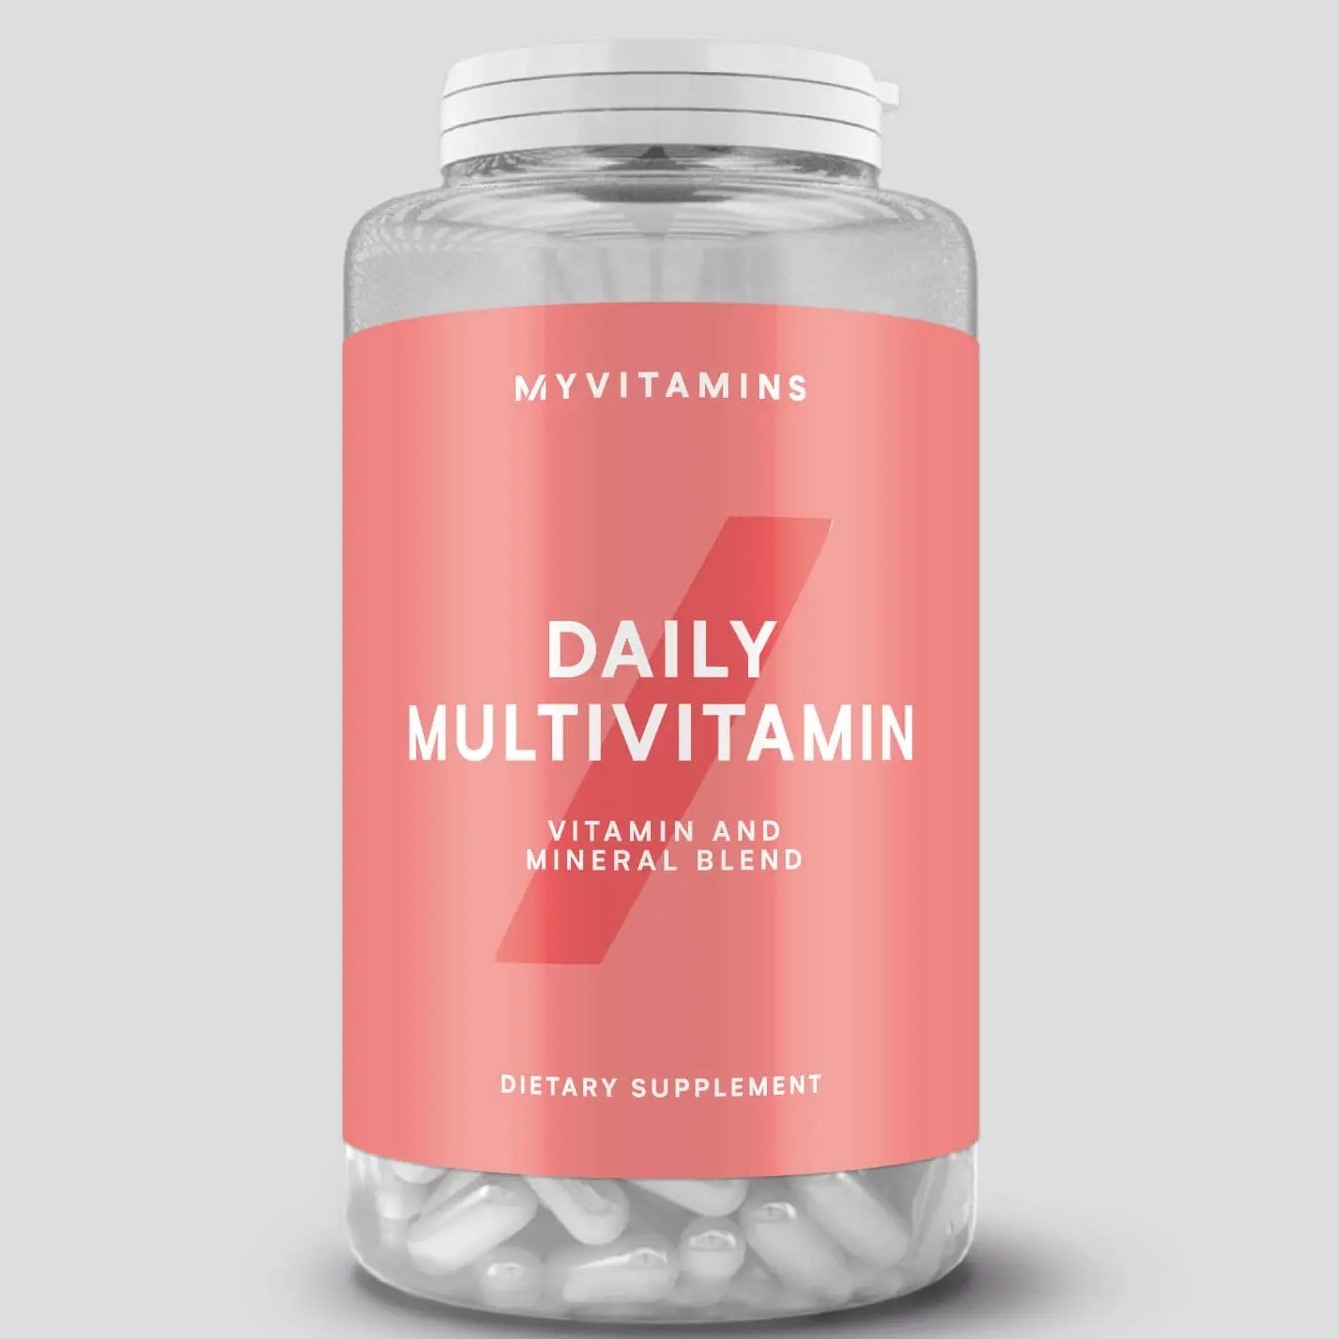 MYVITAMINS
DAILY
MULTIVITAMIN
VITAMIN AND
MINERAL BLEND
DIETARY SUPPLEMENT